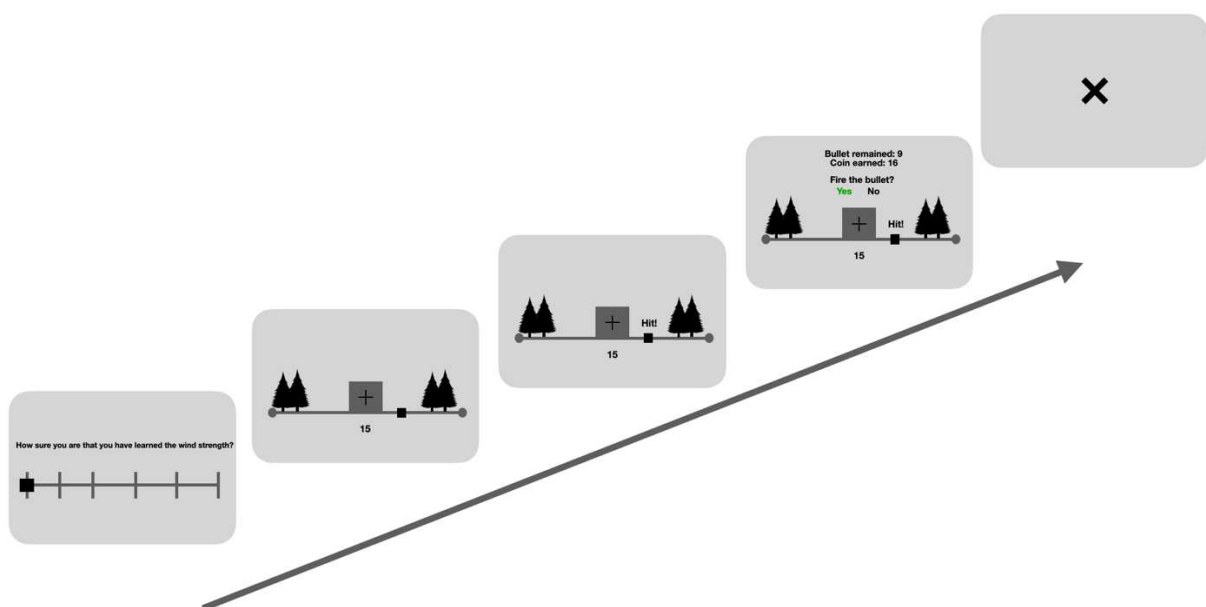 How sure you are that you have learned the wind strength?
15
Hit!
15
Bullet remained: 9
Coin earned: 16
Fire the bullet?
Yes No
Hit!
15